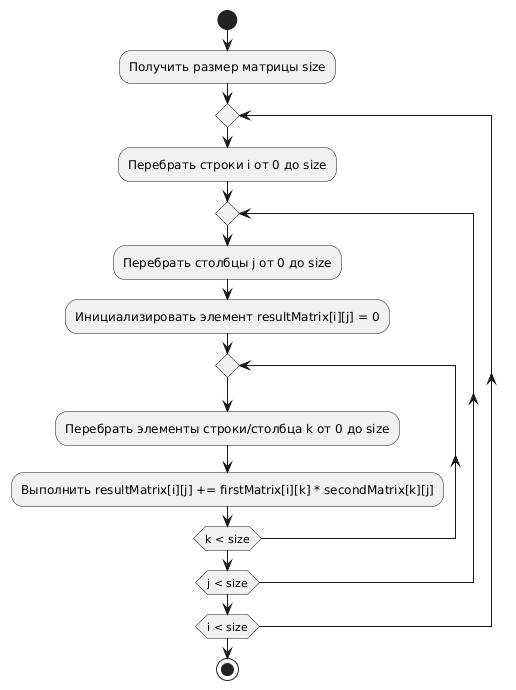 Получить размер матрицы size
Перебрать строки i от 0 до size
Перебрать столбцы j от 0 до size
Инициализировать элемент resultMatrix[i][j] = 0
Перебрать элементы строки/столбца k от 0 до size
Выполнить resultMatrix[i][j] += firstMatrix[i][k] * secondMatrix[k][j]
k < size
j < size
i < size